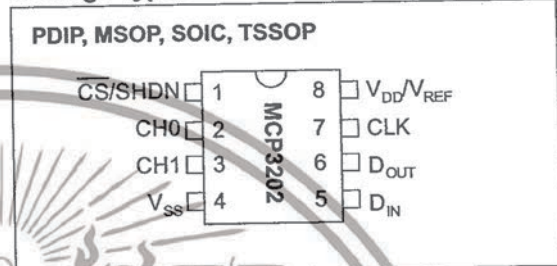 PDIP, MSOP, SOIC, TSSOP
C̅S̅/SHDN 1 8 VDD/VREF
CH0 2 7 CLK
CH1 3 6 DOUT
VSS 4 5 DIN
MCP3202